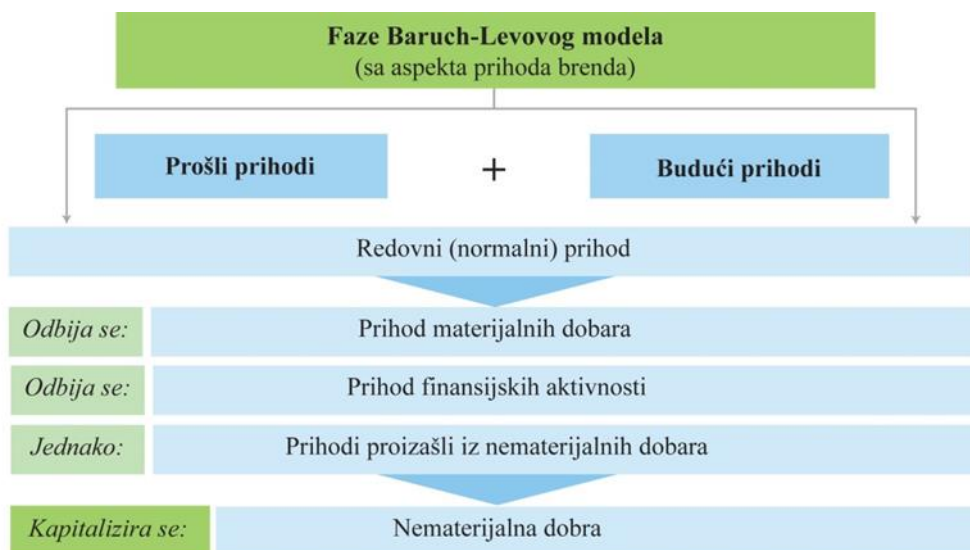 Faze Baruch-Levovog modela
(sa aspekta prihoda brenda)
Prošli prihodi
+
Budući prihodi
Redovni (normalni) prihod
Odbija se:
Prihod materijalnih dobara
Odbija se:
Prihod finansijskih aktivnosti
Jednako:
Prihodi proizašli iz nematerijalnih dobara
Kapitalizira se:
Nematerijalna dobra